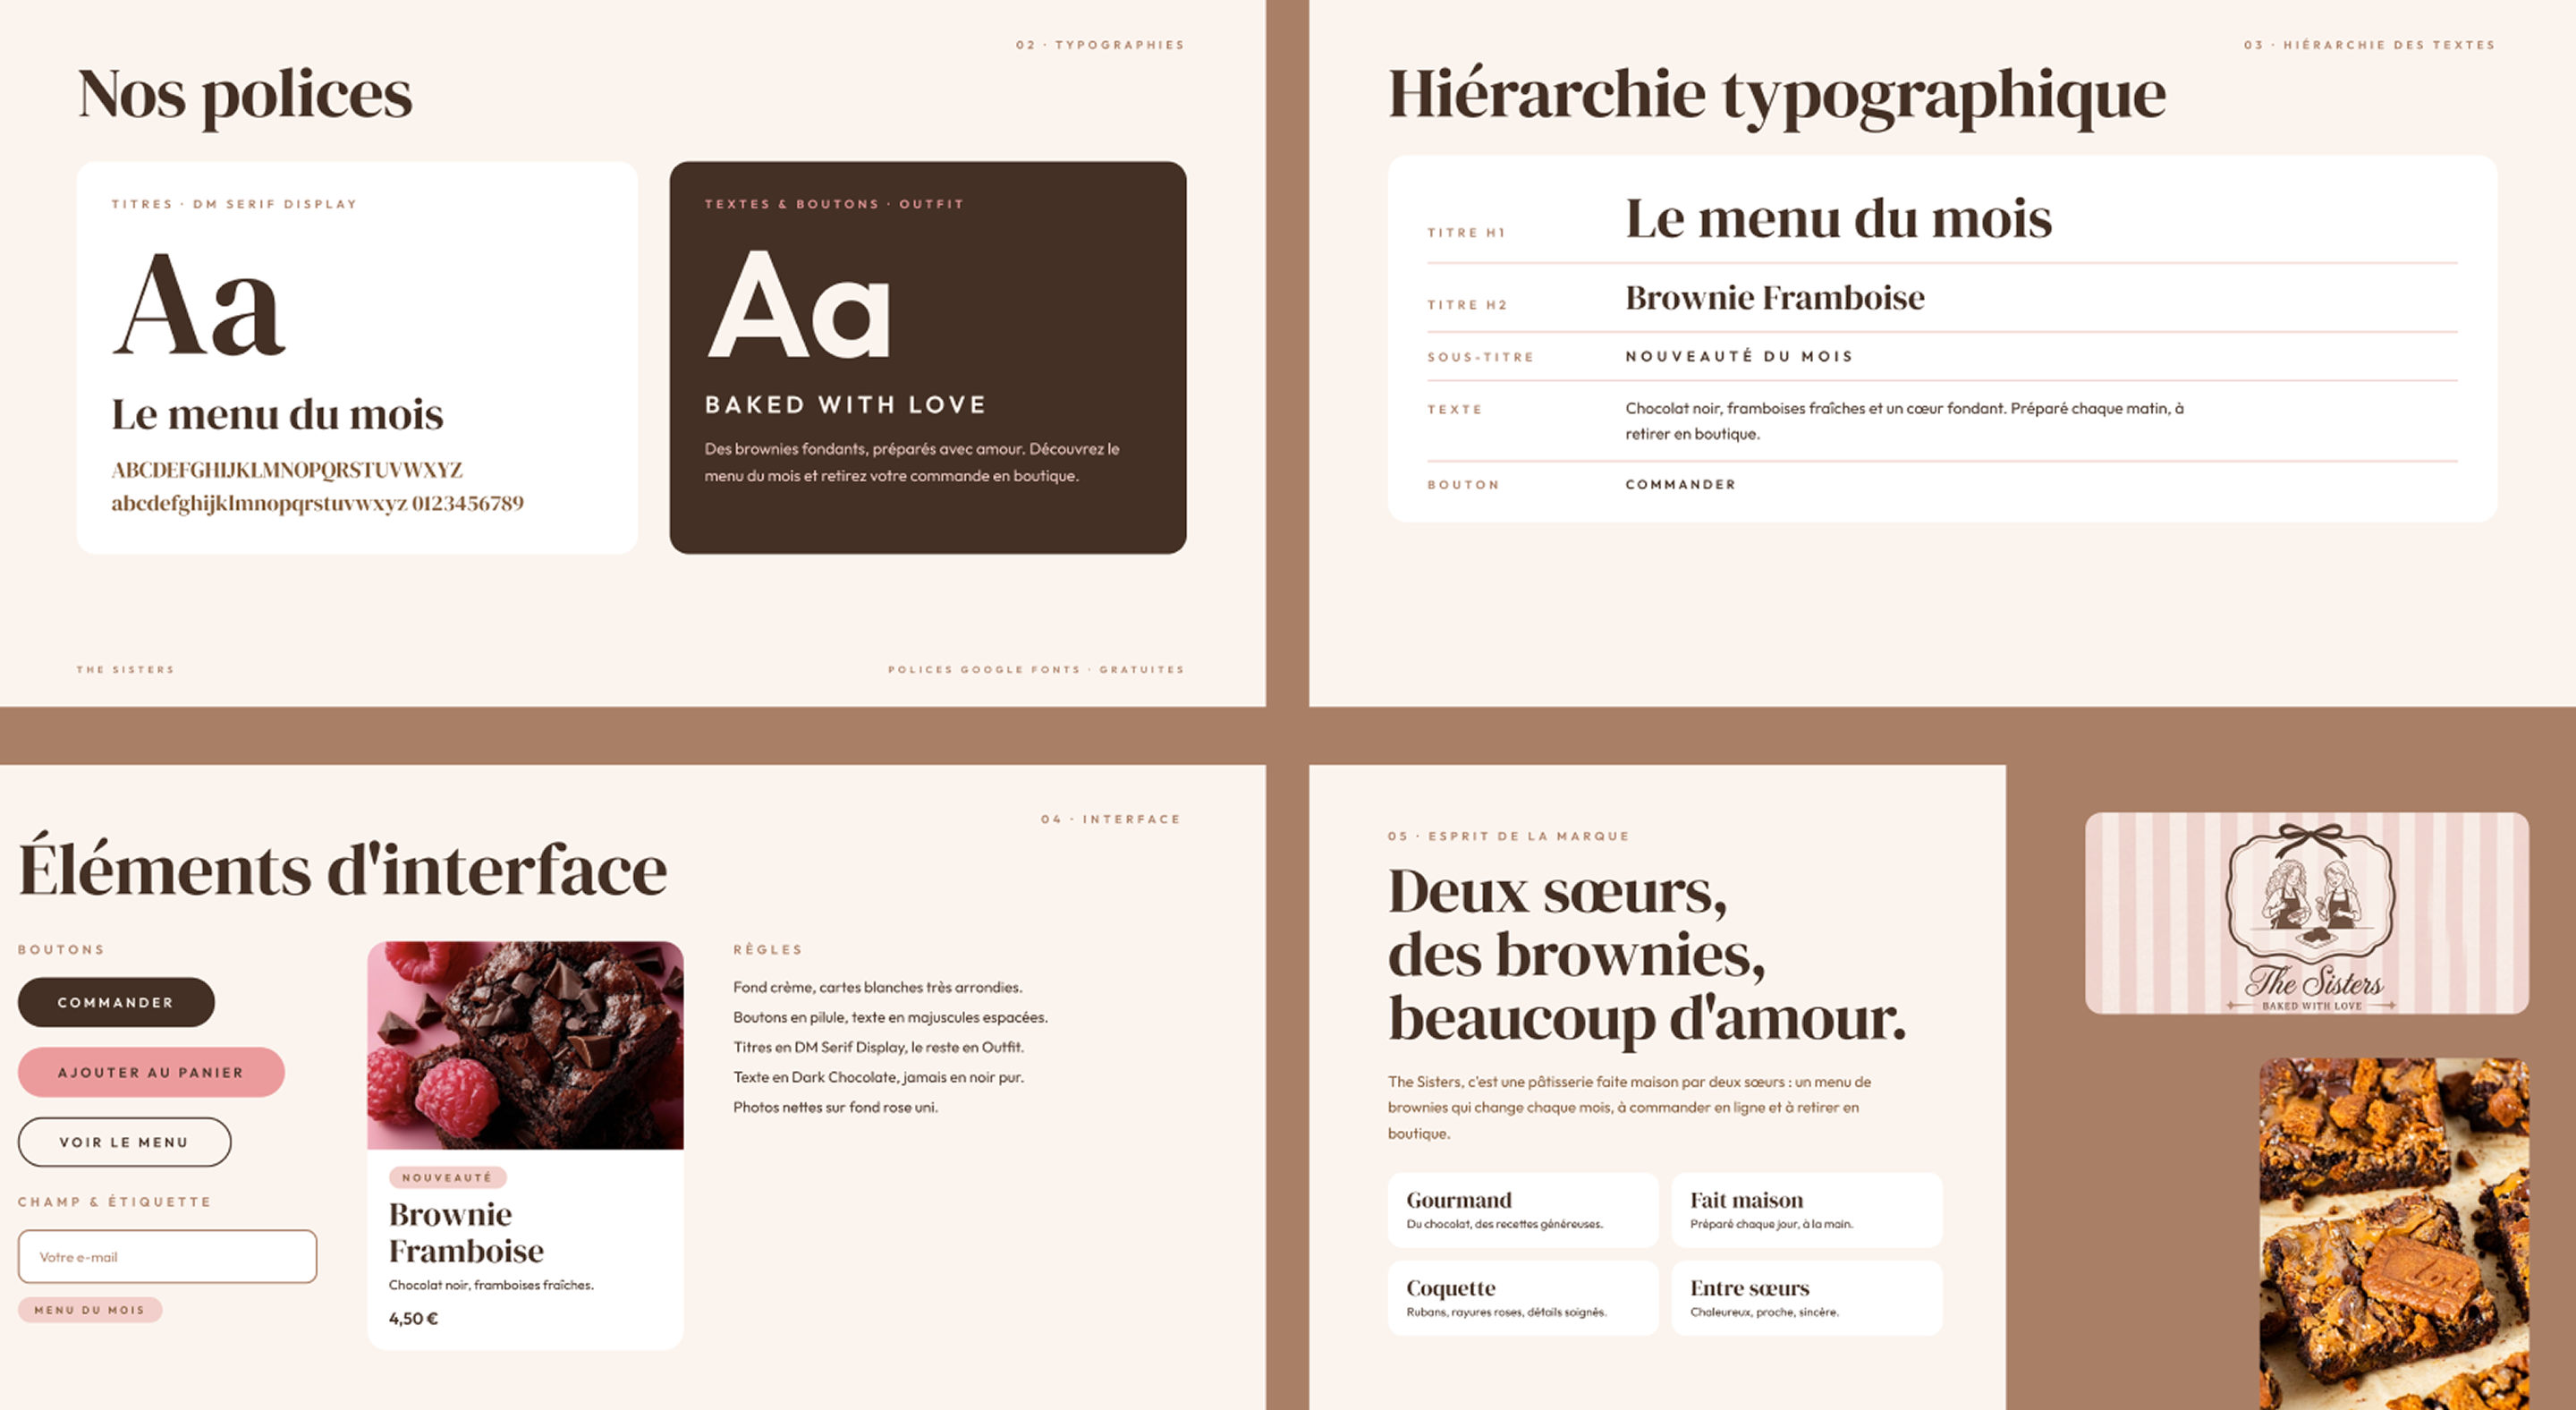 02 · TYPOGRAPHIES
Nos polices
TITRES · DM SERIF DISPLAY
Aa
Le menu du mois
ABCDEFGHIJKLMNOPQRSTUVWXYZ
abcdefghijklmnopqrstuvwxyz 0123456789
TEXTES & BOUTONS · OUTFIT
Aa
BAKED WITH LOVE
Des brownies fondants, préparés avec amour. Découvrez le
menu du mois et retirez votre commande en boutique.
THE SISTERS
POLICES GOOGLE FONTS · GRATUITES
03 · HIÉRARCHIE DES TEXTES
Hiérarchie typographique
TITRE H1
Le menu du mois
TITRE H2
Brownie Framboise
SOUS-TITRE
NOUVEAUTÉ DU MOIS
TEXTE
Chocolat noir, framboises fraîches et un cœur fondant. Préparé chaque matin, à
retirer en boutique.
BOUTON
COMMANDER
04 · INTERFACE
Éléments d'interface
BOUTONS
COMMANDER
AJOUTER AU PANIER
VOIR LE MENU
CHAMP & ÉTIQUETTE
Votre e-mail
MENU DU MOIS
NOUVEAUTÉ
Brownie
Framboise
Chocolat noir, framboises fraîches.
4,50 €
RÈGLES
Fond crème, cartes blanches très arrondies.
Boutons en pilule, texte en majuscules espacées.
Titres en DM Serif Display, le reste en Outfit.
Texte en Dark Chocolate, jamais en noir pur.
Photos nettes sur fond rose uni.
05 · ESPRIT DE LA MARQUE
Deux sœurs,
des brownies,
beaucoup d'amour.
The Sisters, c'est une pâtisserie faite maison par deux sœurs : un menu de
brownies qui change chaque mois, à commander en ligne et à retirer en
boutique.
Gourmand
Du chocolat, des recettes généreuses.
Fait maison
Préparé chaque jour, à la main.
Coquette
Rubans, rayures roses, détails soignés.
Entre sœurs
Chaleureux, proche, sincère.
The Sisters
BAKED WITH LOVE